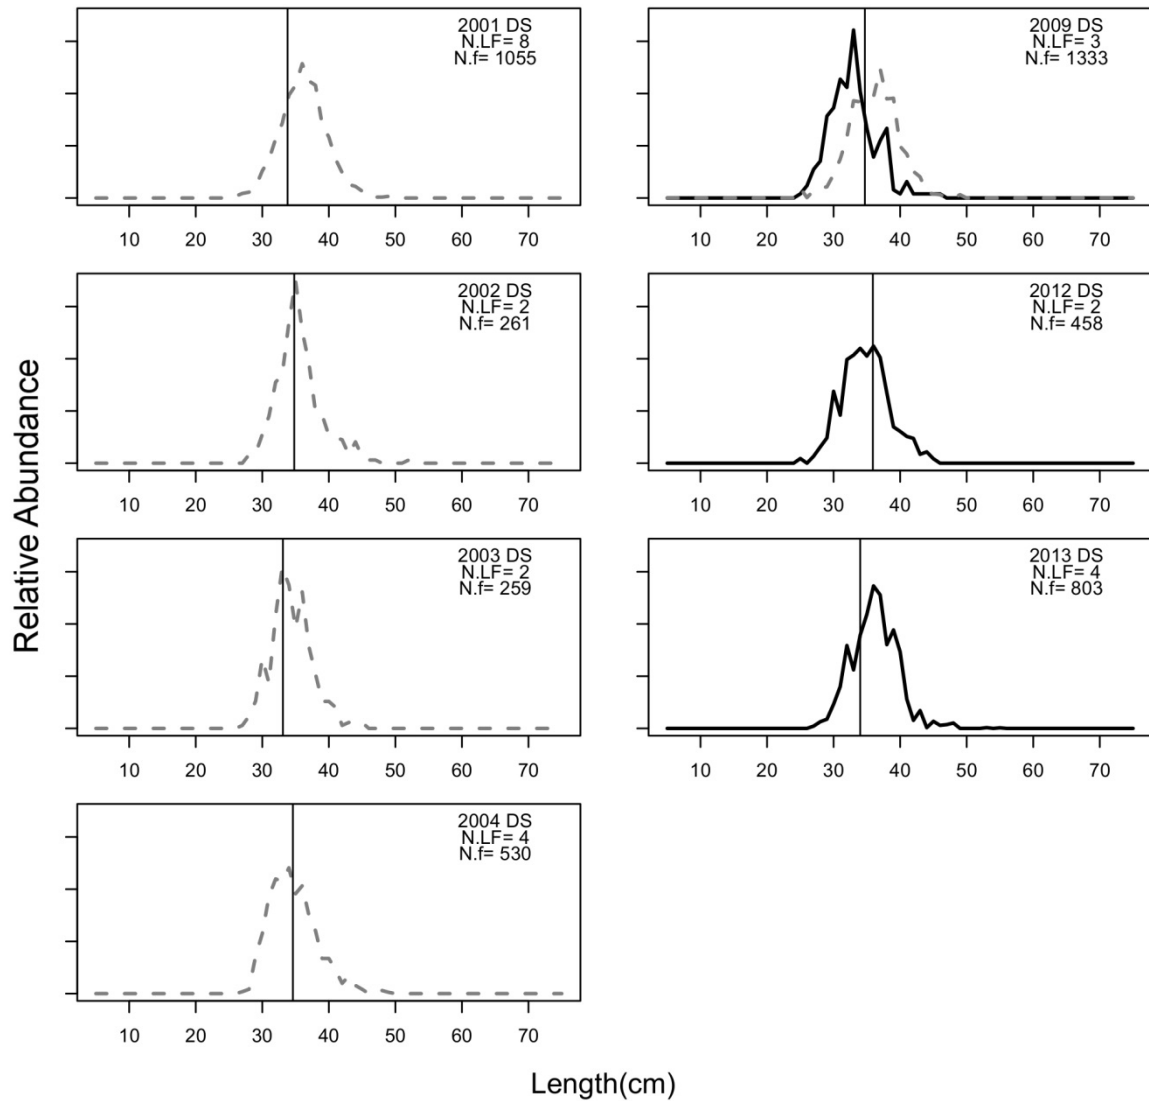 Relative Abundance
2001 DS
N.LF= 8
N.f= 1055
10 20 30 40 50 60 70
2009 DS
N.LF= 3
N.f= 1333
10 20 30 40 50 60 70
2002 DS
N.LF= 2
N.f= 261
10 20 30 40 50 60 70
2012 DS
N.LF= 2
N.f= 458
10 20 30 40 50 60 70
2003 DS
N.LF= 2
N.f= 259
10 20 30 40 50 60 70
2013 DS
N.LF= 4
N.f= 803
10 20 30 40 50 60 70
2004 DS
N.LF= 4
N.f= 530
10 20 30 40 50 60 70
Length(cm)